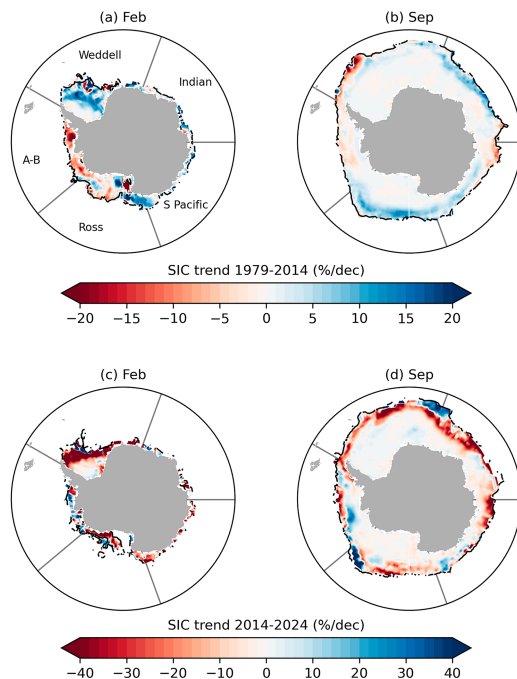 (a) Feb
(b) Sep
Weddell
Indian
A-B
S Pacific
Ross
SIC trend 1979-2014 (%/dec)
−20 −15 −10 −5 0 5 10 15 20
(c) Feb
(d) Sep
SIC trend 2014-2024 (%/dec)
−40 −30 −20 −10 0 10 20 30 40